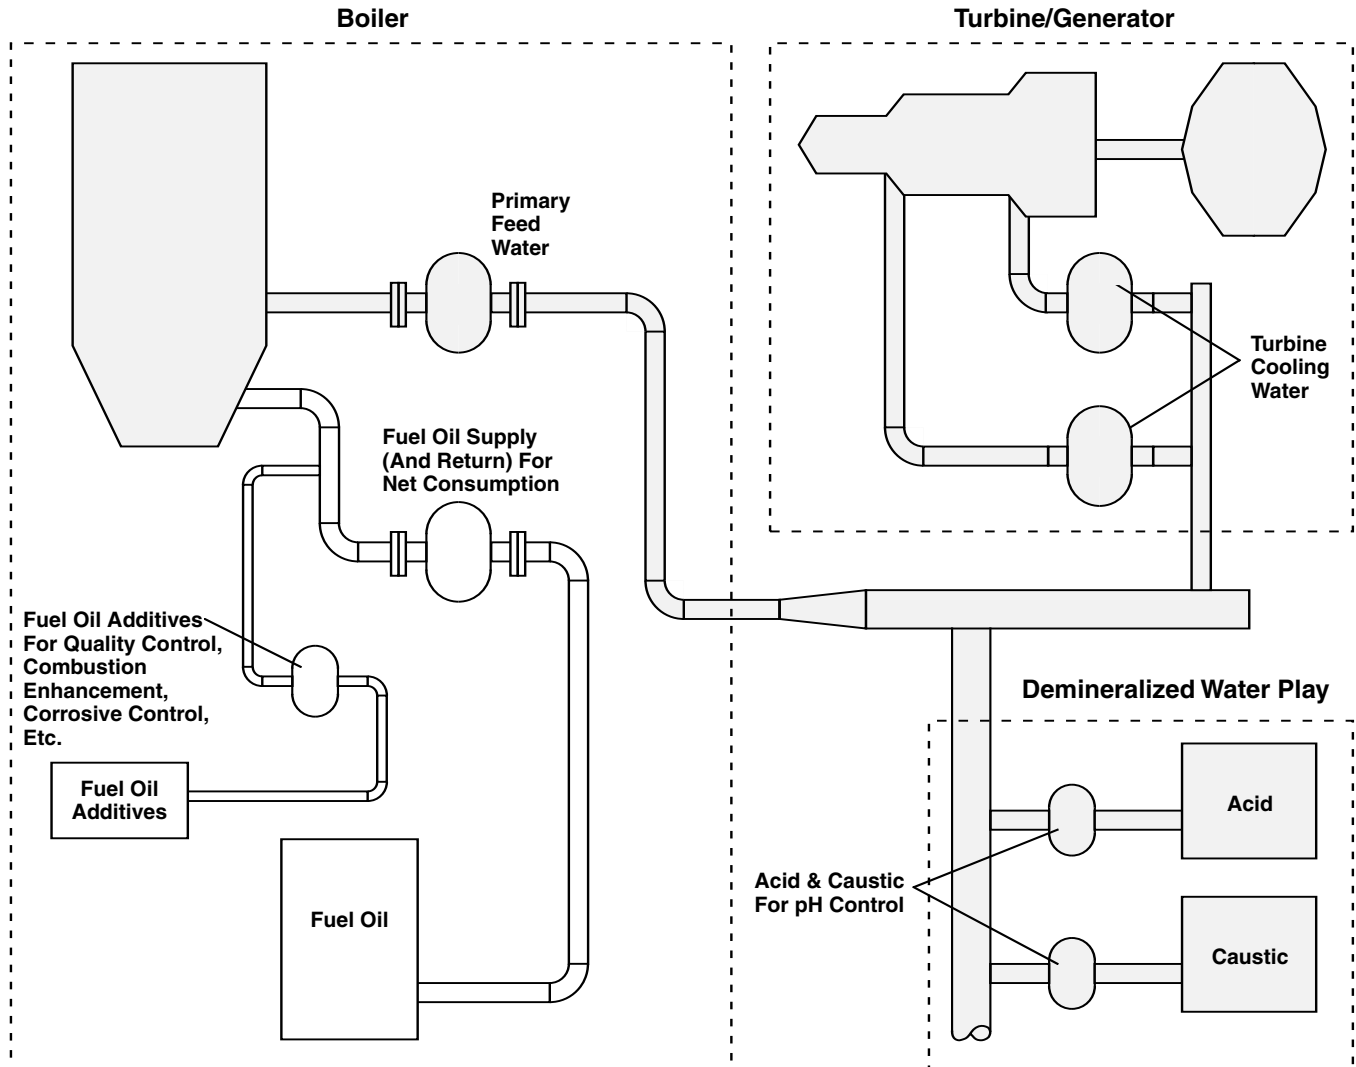 Boiler
Turbine/Generator
Primary
Feed
Water
Turbine
Cooling
Water
Fuel Oil Supply
(And Return) For
Net Consumption
Fuel Oil Additives
For Quality Control,
Combustion
Enhancement,
Corrosive Control,
Etc.
Demineralized Water Play
Fuel Oil
Additives
Acid
Acid & Caustic
For pH Control
Fuel Oil
Caustic